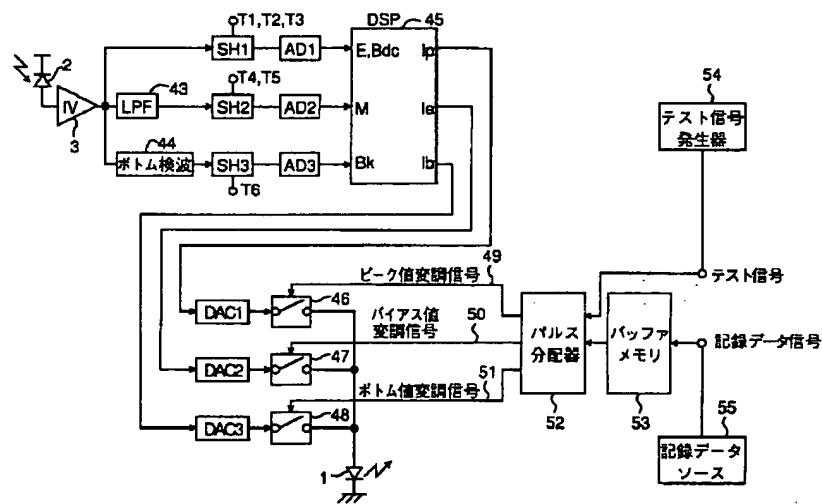 T1,T2,T3
DSP 45
2
SH1 AD1 E,Bdc Ip
43
T4,T5
54
IV LPF SH2 AD2 M Ie
テスト信号
発生器
3
44
ボトム検波 SH3 AD3 Bk Ib
T6
49
テスト信号
ピーク値変調信号
46
DAC1
バイアス値
変調信号
50
パルス
分配器
バッファ
メモリ
記録データ信号
47
DAC2
51
ボトム値変調信号
48
52 53 55
DAC3
記録データ
ソース
1